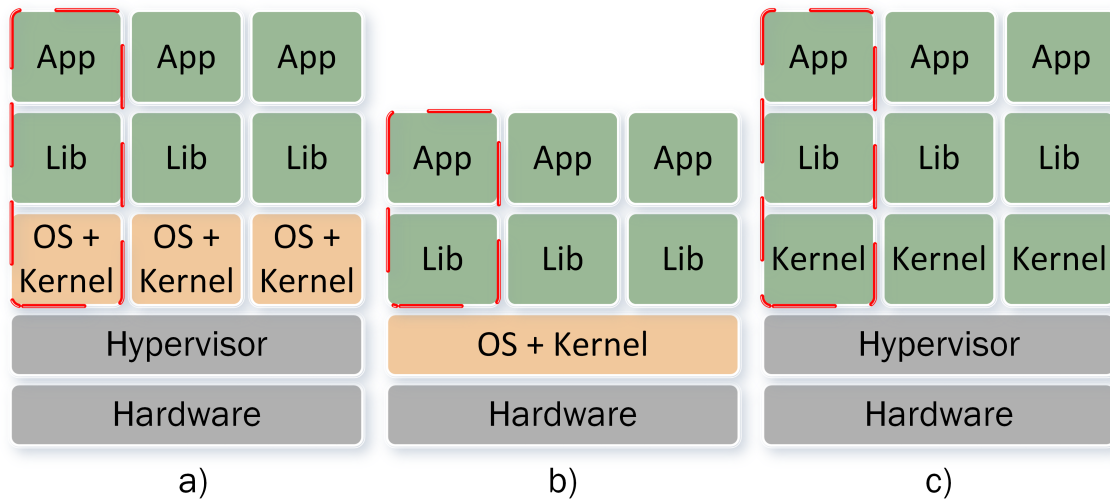 App App App
Lib Lib Lib
OS + Kernel OS + Kernel OS + Kernel
Hypervisor
Hardware
a)
App App App
Lib Lib Lib
OS + Kernel
Hardware
b)
App App App
Lib Lib Lib
Kernel Kernel Kernel
Hypervisor
Hardware
c)